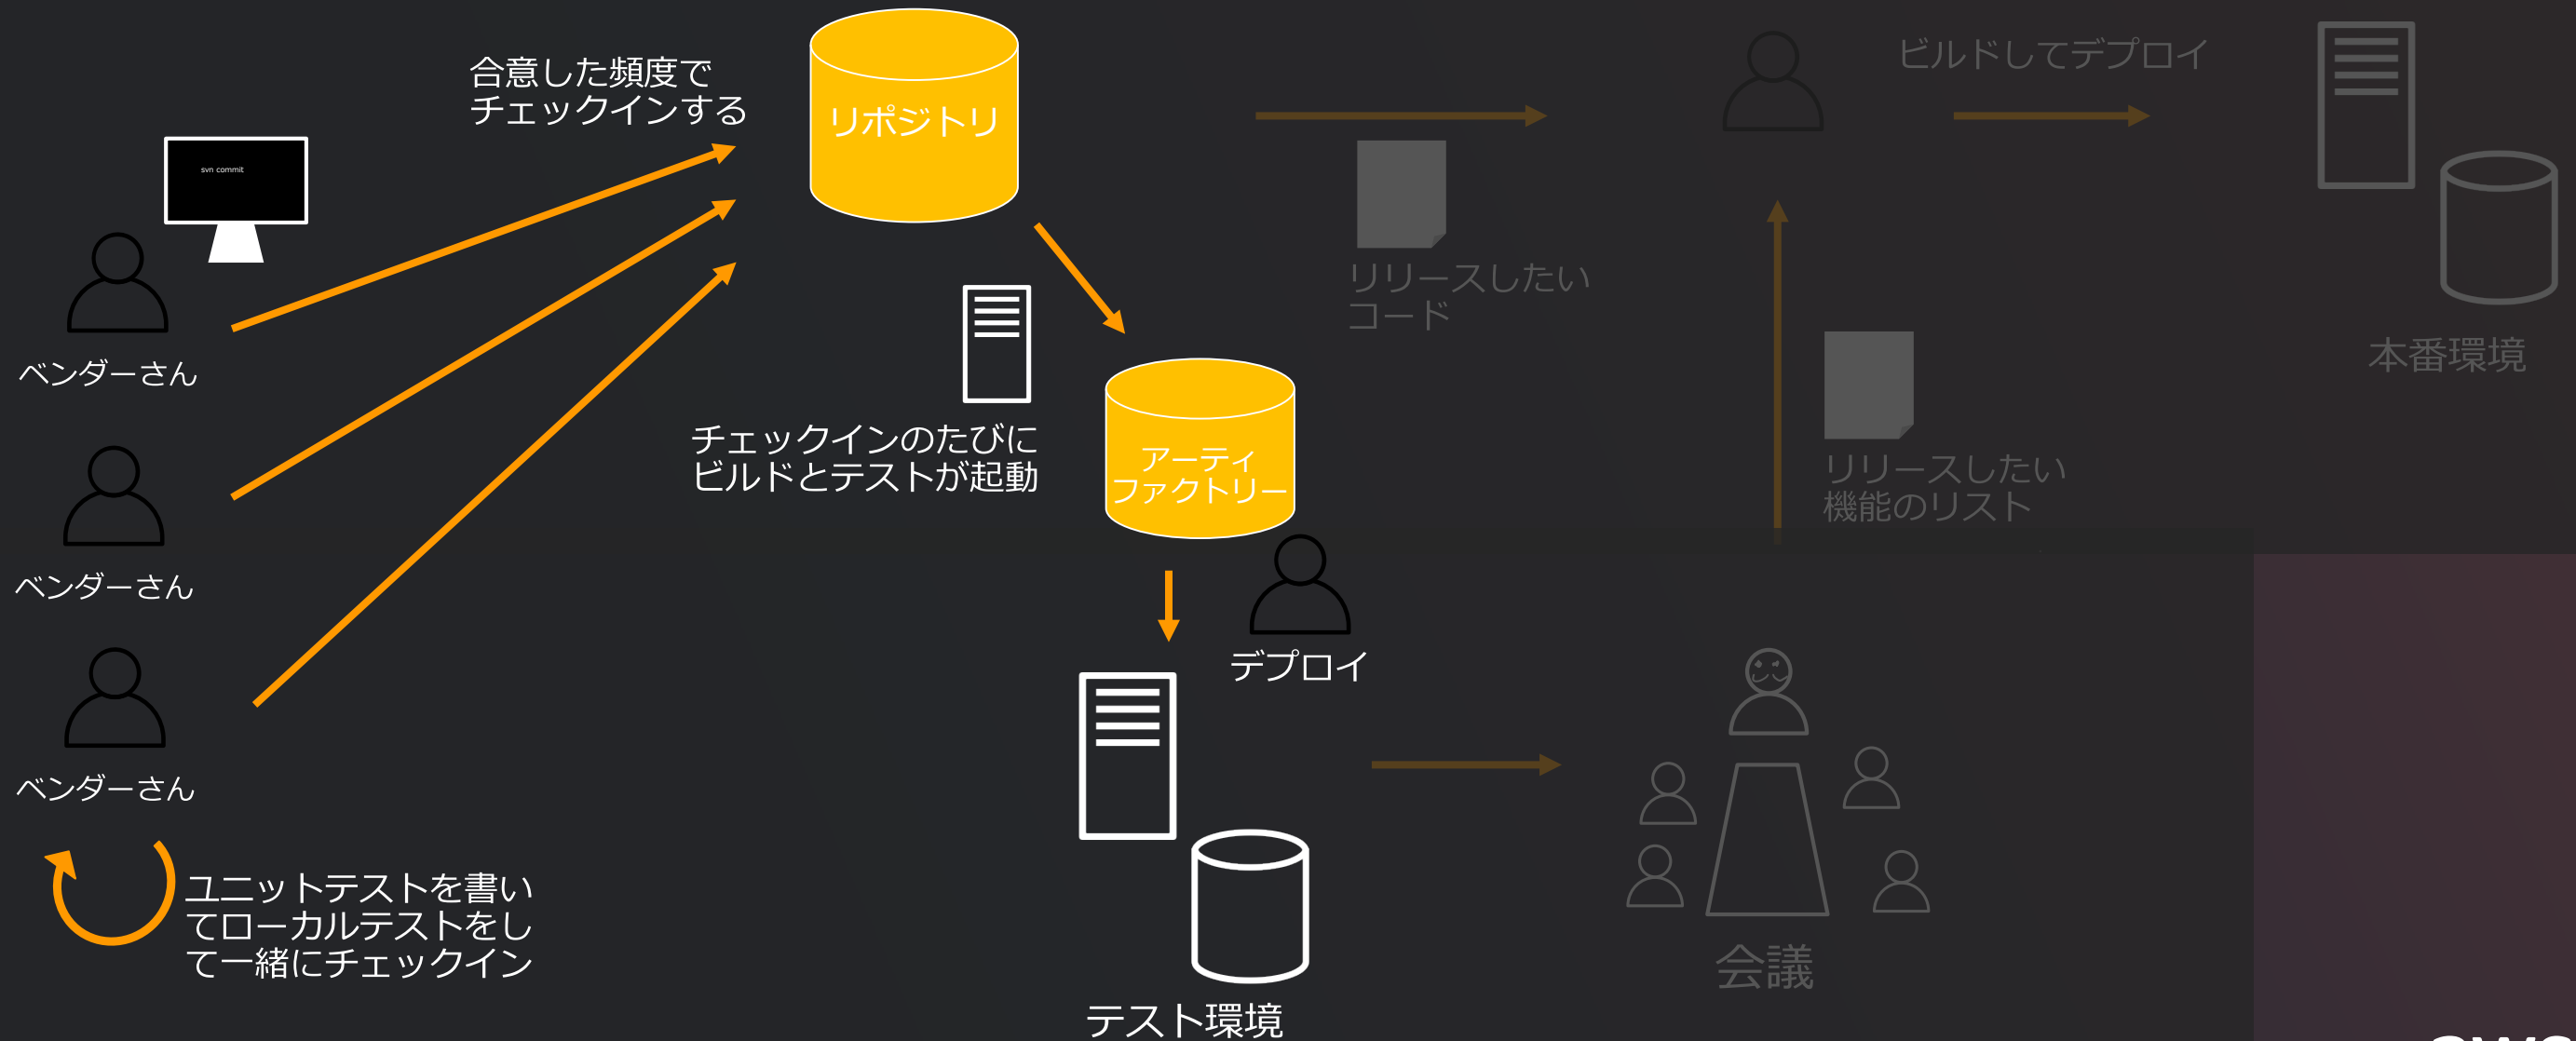 合意した頻度で
チェックインする
svn commit
リポジトリ
ベンダーさん
ベンダーさん
ベンダーさん
ユニットテストを書い
てローカルテストをし
て一緒にチェックイン
チェックインのたびに
ビルドとテストが起動
アーティ
ファクトリー
デプロイ
テスト環境
リリースしたい
コード
ビルドしてデプロイ
本番環境
リリースしたい
機能のリスト
会議